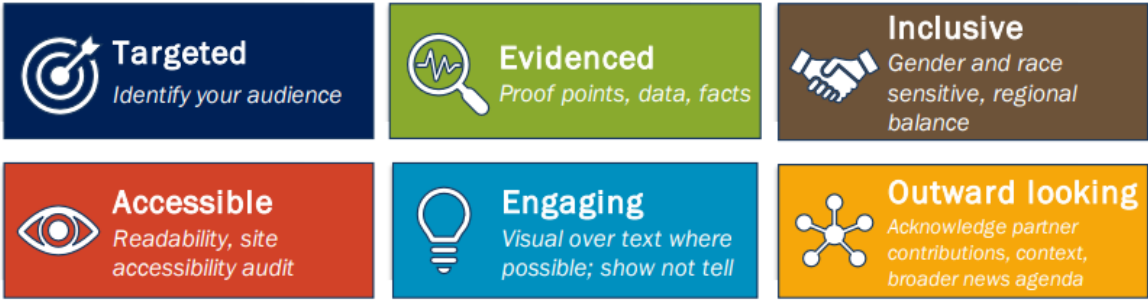 Targeted
Identify your audience
Evidenced
Proof points, data, facts
Inclusive
Gender and race
sensitive, regional
balance
Accessible
Readability, site
accessibility audit
Engaging
Visual over text where
possible; show not tell
Outward looking
Acknowledge partner
contributions, context,
broader news agenda